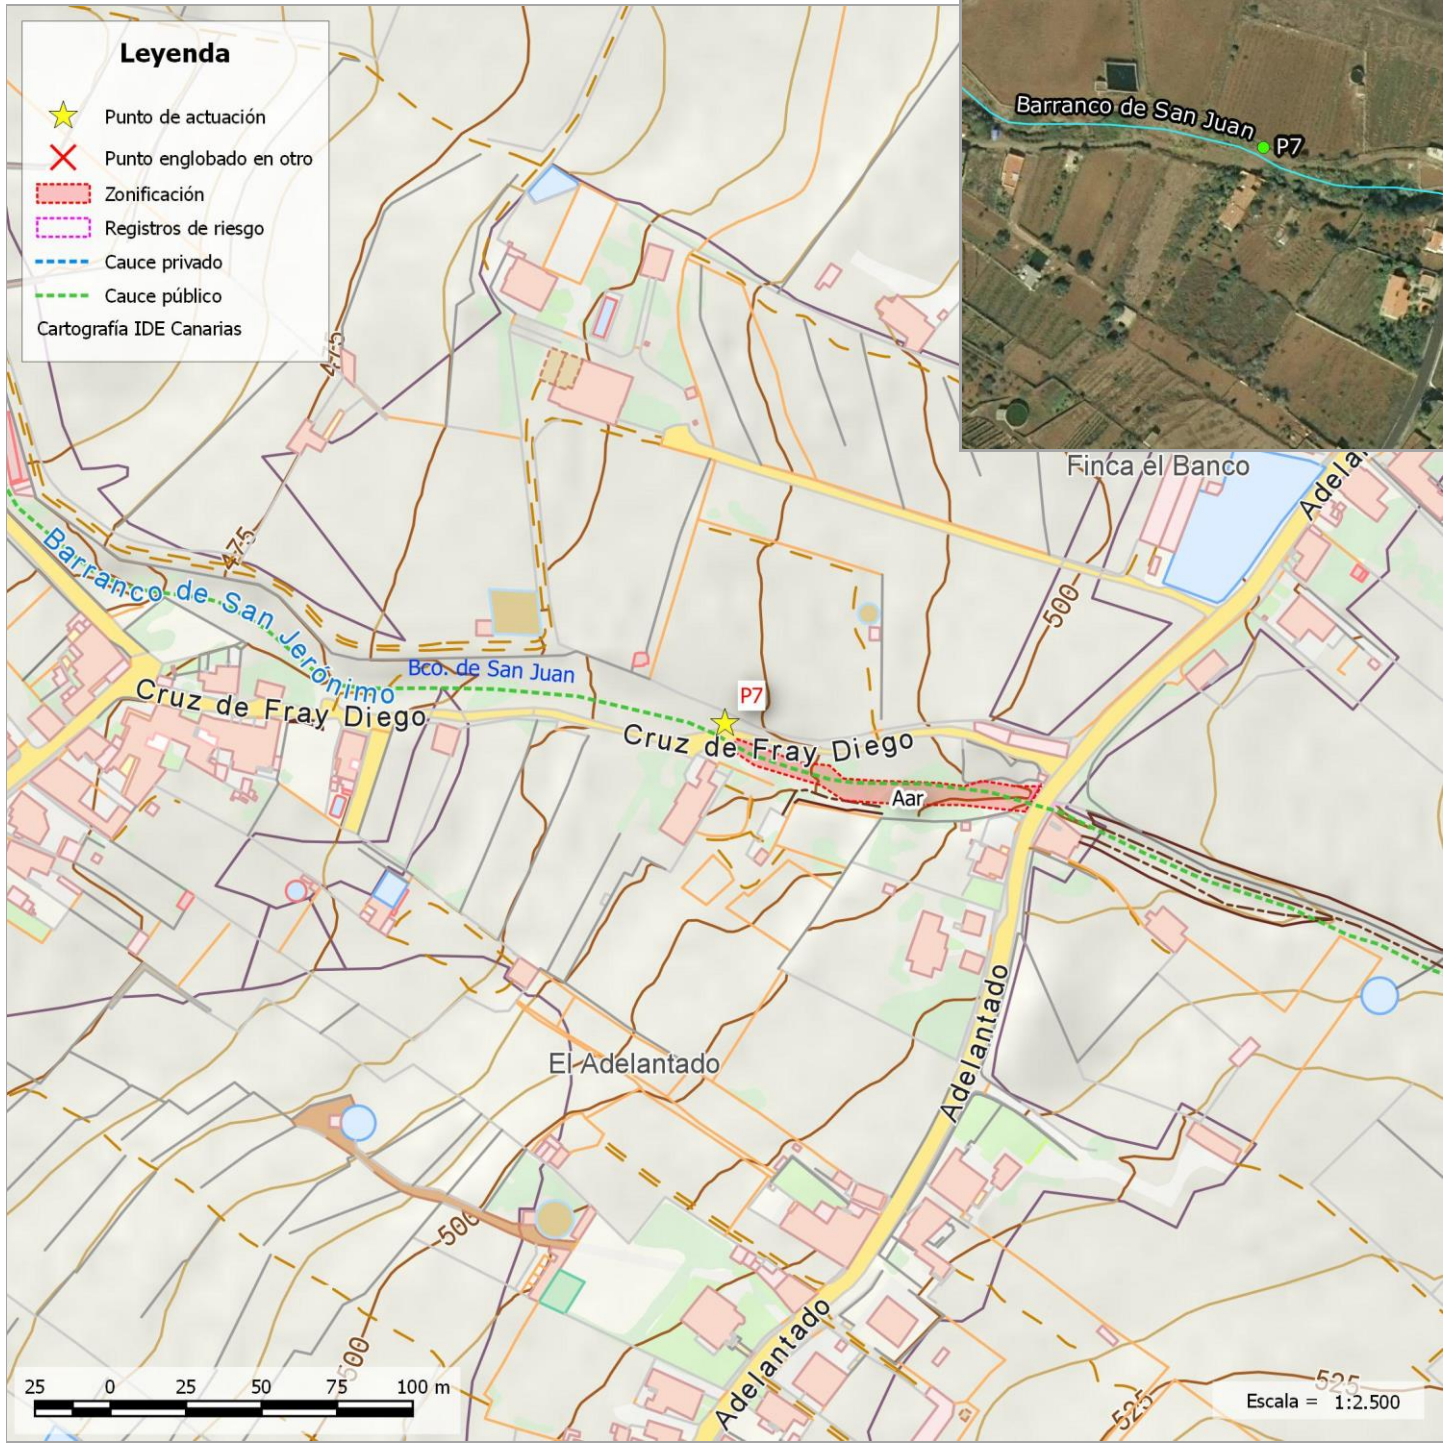 Leyenda
Punto de actuación
Punto englobado en otro
Zonificación
Registros de riesgo
Cauce privado
Cauce público
Cartografía IDE Canarias
Barranco de San Juan
P7
475
Finca el Banco
475
500
Barranco de San Jerónimo
Bco. de San Juan
P7
Cruz de Fray Diego
Cruz de Fray Diego
Aar
Adelantado
El Adelantado
500
500
Adelantado
525
525
25 0 25 50 75 100 m
Escala = 1:2.500